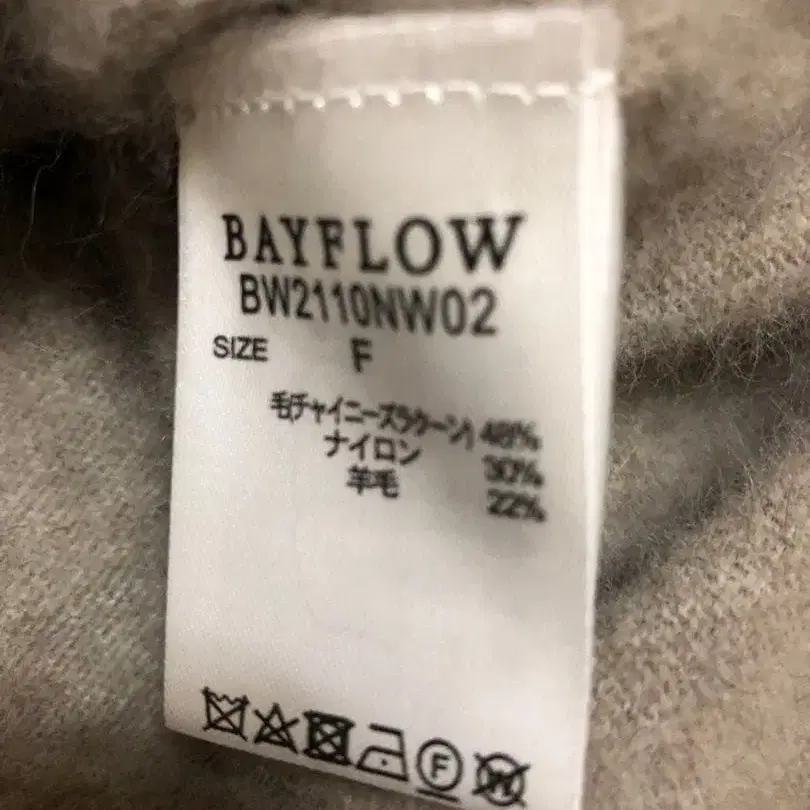 BAYFLOW
BW2110NW02
SIZE F
毛(チャイニーズラクーン) 48%
ナイロン 30%
羊毛 22%
F
W